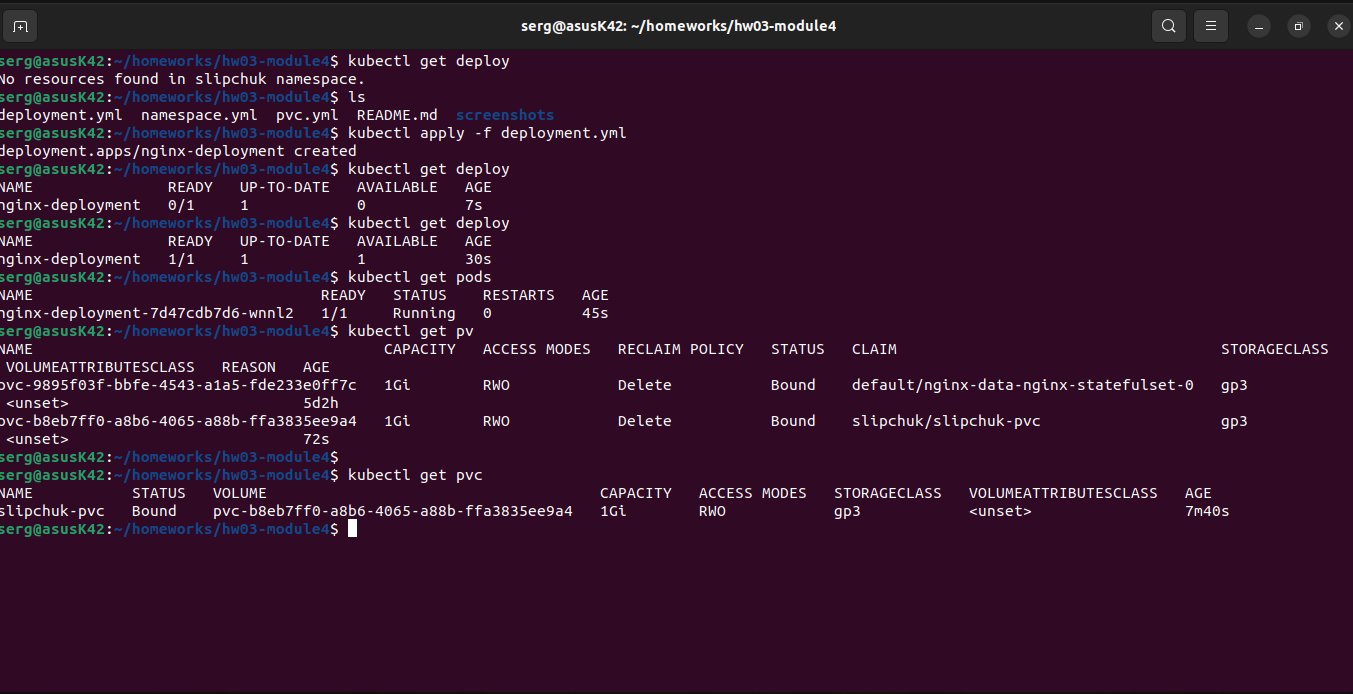 serg@asusK42: ~/homeworks/hw03-module4
serg@asusK42:~/homeworks/hw03-module4$ kubectl get deploy
No resources found in slipchuk namespace.
serg@asusK42:~/homeworks/hw03-module4$ ls
deployment.yml  namespace.yml  pvc.yml  README.md  screenshots
serg@asusK42:~/homeworks/hw03-module4$ kubectl apply -f deployment.yml
deployment.apps/nginx-deployment created
serg@asusK42:~/homeworks/hw03-module4$ kubectl get deploy
NAME               READY   UP-TO-DATE   AVAILABLE   AGE
nginx-deployment   0/1     1            0           7s
serg@asusK42:~/homeworks/hw03-module4$ kubectl get deploy
NAME               READY   UP-TO-DATE   AVAILABLE   AGE
nginx-deployment   1/1     1            1           30s
serg@asusK42:~/homeworks/hw03-module4$ kubectl get pods
NAME                                READY   STATUS    RESTARTS   AGE
nginx-deployment-7d47cdb7d6-wnnl2   1/1     Running   0          45s
serg@asusK42:~/homeworks/hw03-module4$ kubectl get pv
NAME                                       CAPACITY   ACCESS MODES   RECLAIM POLICY   STATUS   CLAIM                                    STORAGECLASS
VOLUMEATTRIBUTESCLASS   REASON   AGE
pvc-9895f03f-bbfe-4543-a1a5-fde233e0ff7c   1Gi        RWO            Delete           Bound    default/nginx-data-nginx-statefulset-0   gp3
<unset>                          5d2h
pvc-b8eb7ff0-a8b6-4065-a88b-ffa3835ee9a4   1Gi        RWO            Delete           Bound    slipchuk/slipchuk-pvc                    gp3
<unset>                          72s
serg@asusK42:~/homeworks/hw03-module4$
serg@asusK42:~/homeworks/hw03-module4$ kubectl get pvc
NAME           STATUS   VOLUME                                     CAPACITY   ACCESS MODES   STORAGECLASS   VOLUMEATTRIBUTESCLASS   AGE
slipchuk-pvc   Bound    pvc-b8eb7ff0-a8b6-4065-a88b-ffa3835ee9a4   1Gi        RWO            gp3            <unset>                 7m40s
serg@asusK42:~/homeworks/hw03-module4$